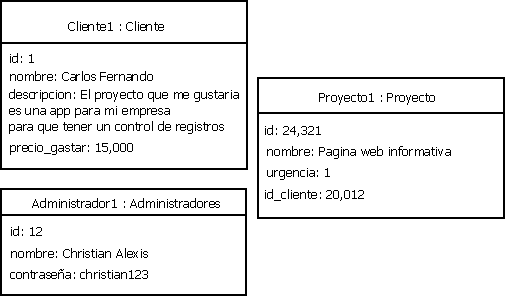 Cliente1 : Cliente
id: 1
nombre: Carlos Fernando
descripcion: El proyecto que me gustaria
es una app para mi empresa
para que tener un control de registros
precio_gastar: 15,000
Proyecto1 : Proyecto
id: 24,321
nombre: Pagina web informativa
urgencia: 1
id_cliente: 20,012
Administrador1 : Administradores
id: 12
nombre: Christian Alexis
contraseña: christian123